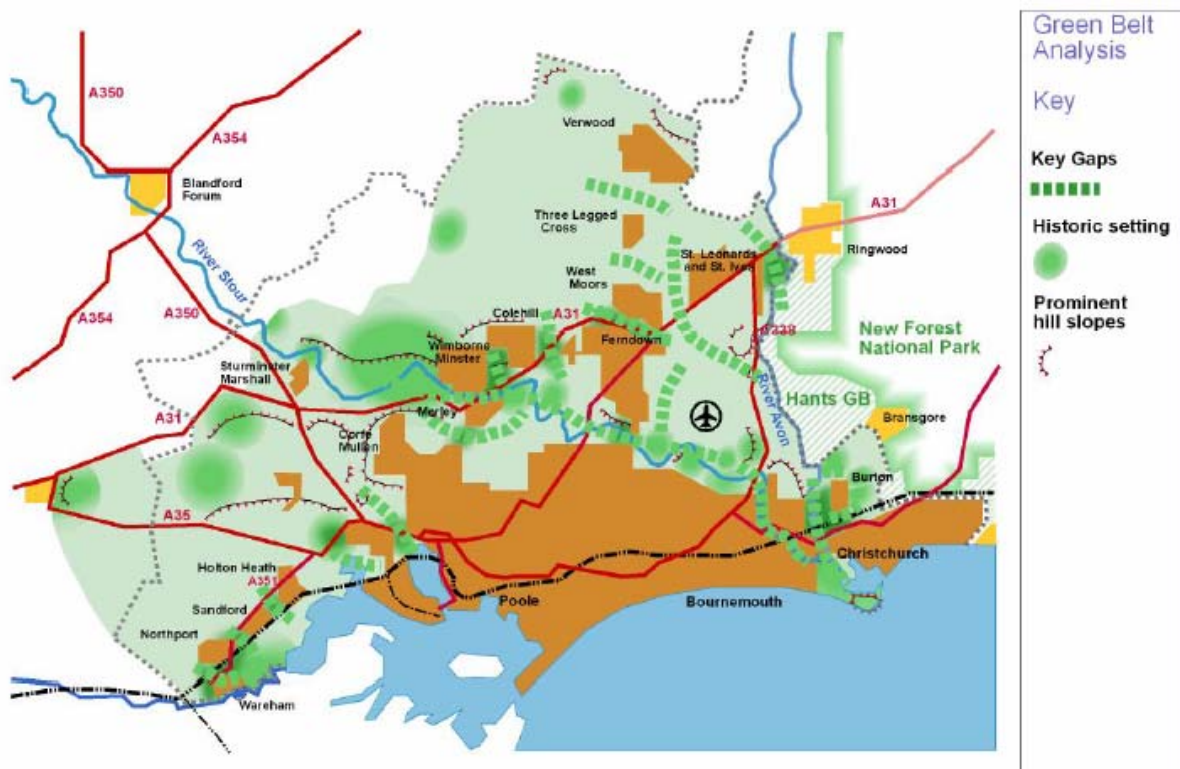 Green Belt
Analysis
Key
Key Gaps
Historic setting
Prominent
hill slopes
A350
A354
Verwood
Blandford
Forum
Three Legged
Cross
A31
River Stour
St. Leonards
and St. Ives
Ringwood
West
Moors
A354
A350
Colehill
A31
A338
Ferndown
New Forest
National Park
Wimborne
Minster
Sturminster
Marshall
River Avon
Hants GB
Merley
Bransgore
A31
Corfe
Mullen
Burton
A35
Christchurch
Holton Heath
A351
Sandford
Poole
Bournemouth
Northport
Wareham